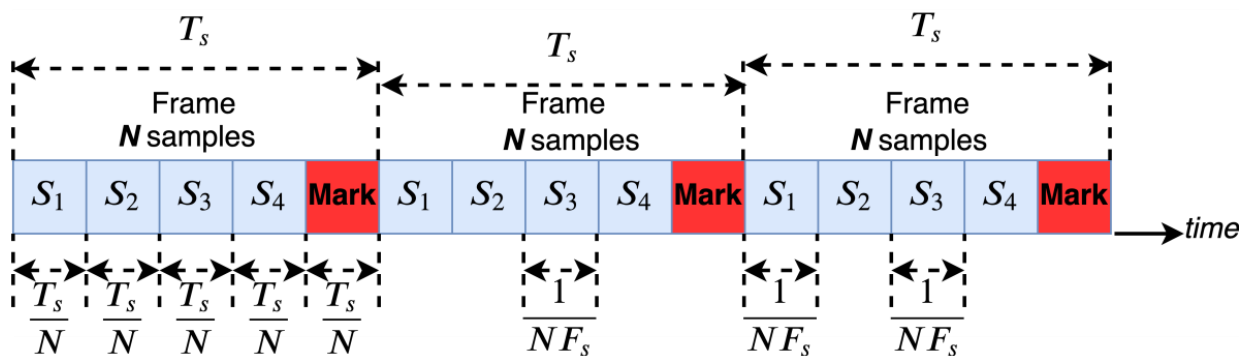 T_s T_s T_s
Frame Frame Frame
N samples N samples N samples
S_1 S_2 S_3 S_4 Mark S_1 S_2 S_3 S_4 Mark S_1 S_2 S_3 S_4 Mark
time
T_s/N T_s/N T_s/N T_s/N T_s/N 1/NF_s 1/NF_s 1/NF_s